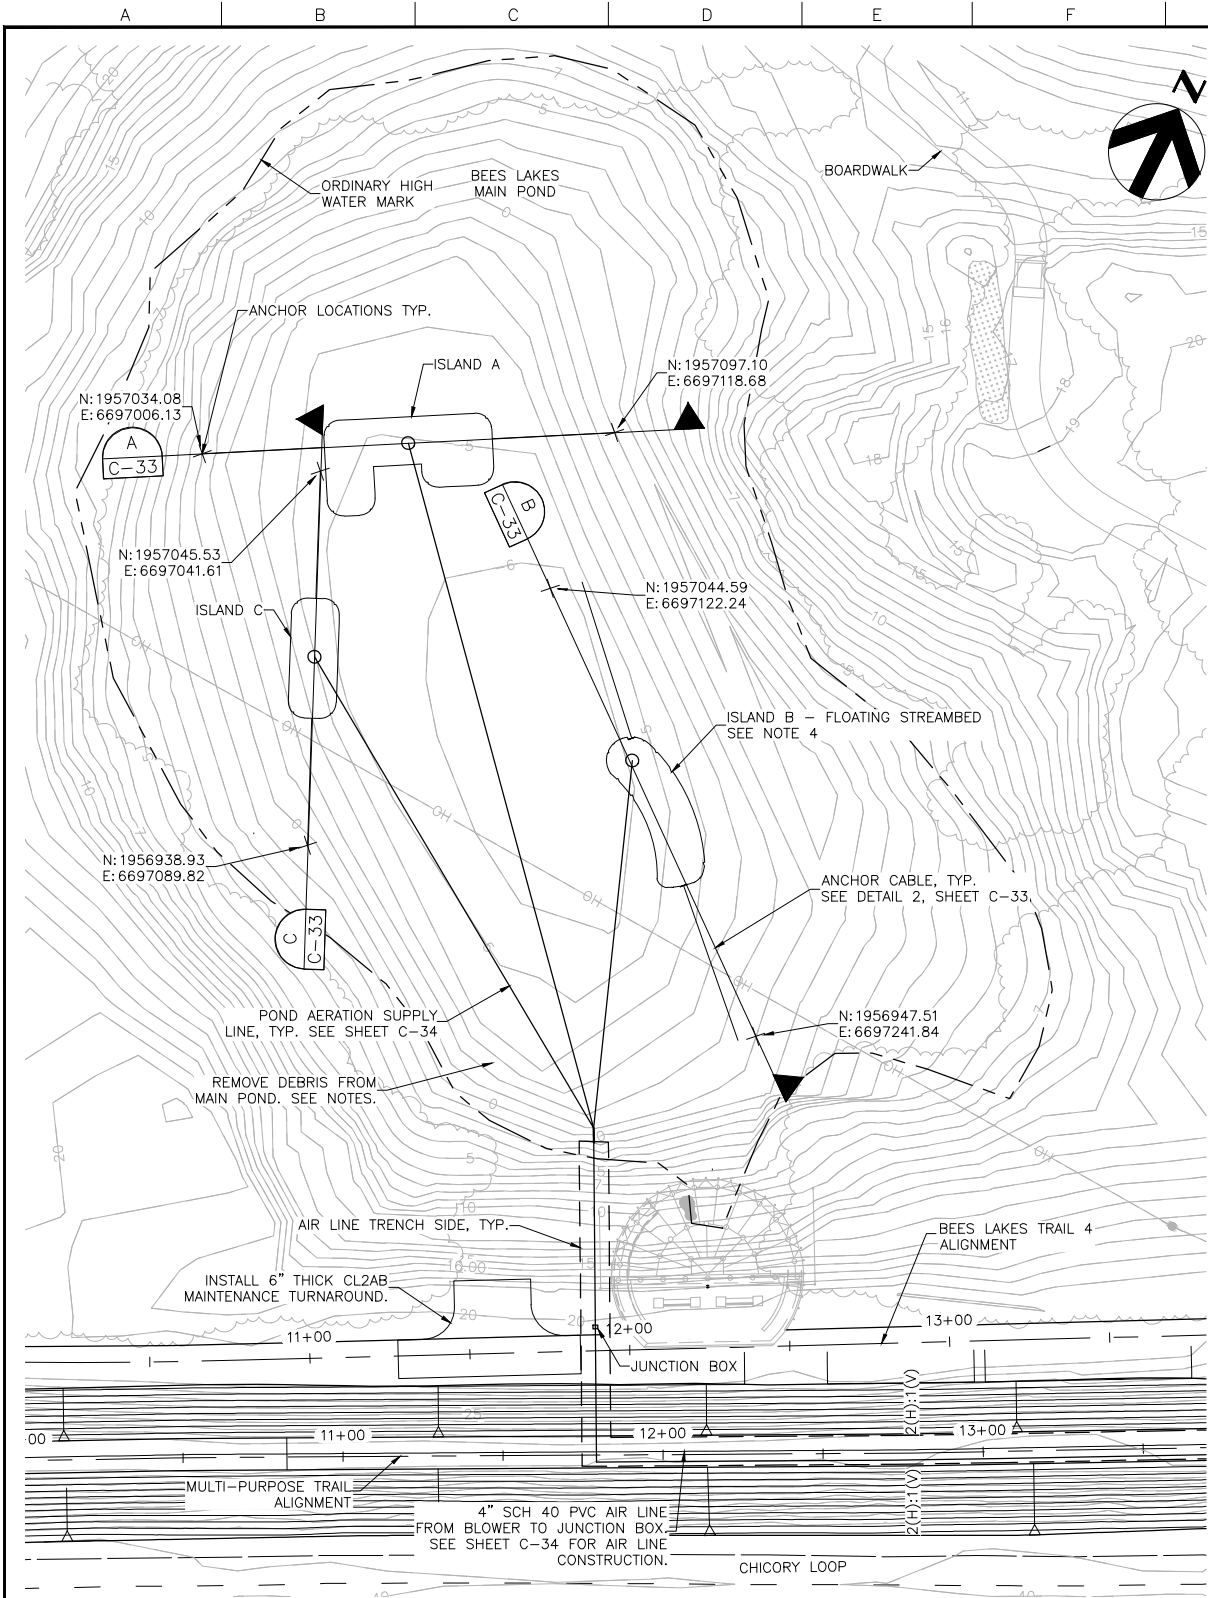 A B C D E F
N
BOARDWALK
BEES LAKES
MAIN POND
ORDINARY HIGH
WATER MARK
ANCHOR LOCATIONS TYP.
ISLAND A
N:1957097.10
E:6697118.68
N:1957034.08
E:6697006.13
A
C-33
B
C-33
N:1957045.53
E:6697041.61
N:1957044.59
E:6697122.24
ISLAND C
ISLAND B – FLOATING STREAMBED
SEE NOTE 4
N:1956938.93
E:6697089.82
ANCHOR CABLE, TYP.
SEE DETAIL 2, SHEET C-33
C
C-33
POND AERATION SUPPLY
LINE, TYP. SEE SHEET C-34
N:1956947.51
E:6697241.84
REMOVE DEBRIS FROM
MAIN POND. SEE NOTES.
AIR LINE TRENCH SIDE, TYP.
BEES LAKES TRAIL 4
ALIGNMENT
INSTALL 6" THICK CL2AB
MAINTENANCE TURNAROUND.
16.00
20
20
11+00
12+00
13+00
JUNCTION BOX
2(H):1(V)
25
00
11+00
12+00
13+00
MULTI-PURPOSE TRAIL
ALIGNMENT
2(H):1(V)
4" SCH 40 PVC AIR LINE
FROM BLOWER TO JUNCTION BOX.
SEE SHEET C-34 FOR AIR LINE
CONSTRUCTION.
CHICORY LOOP